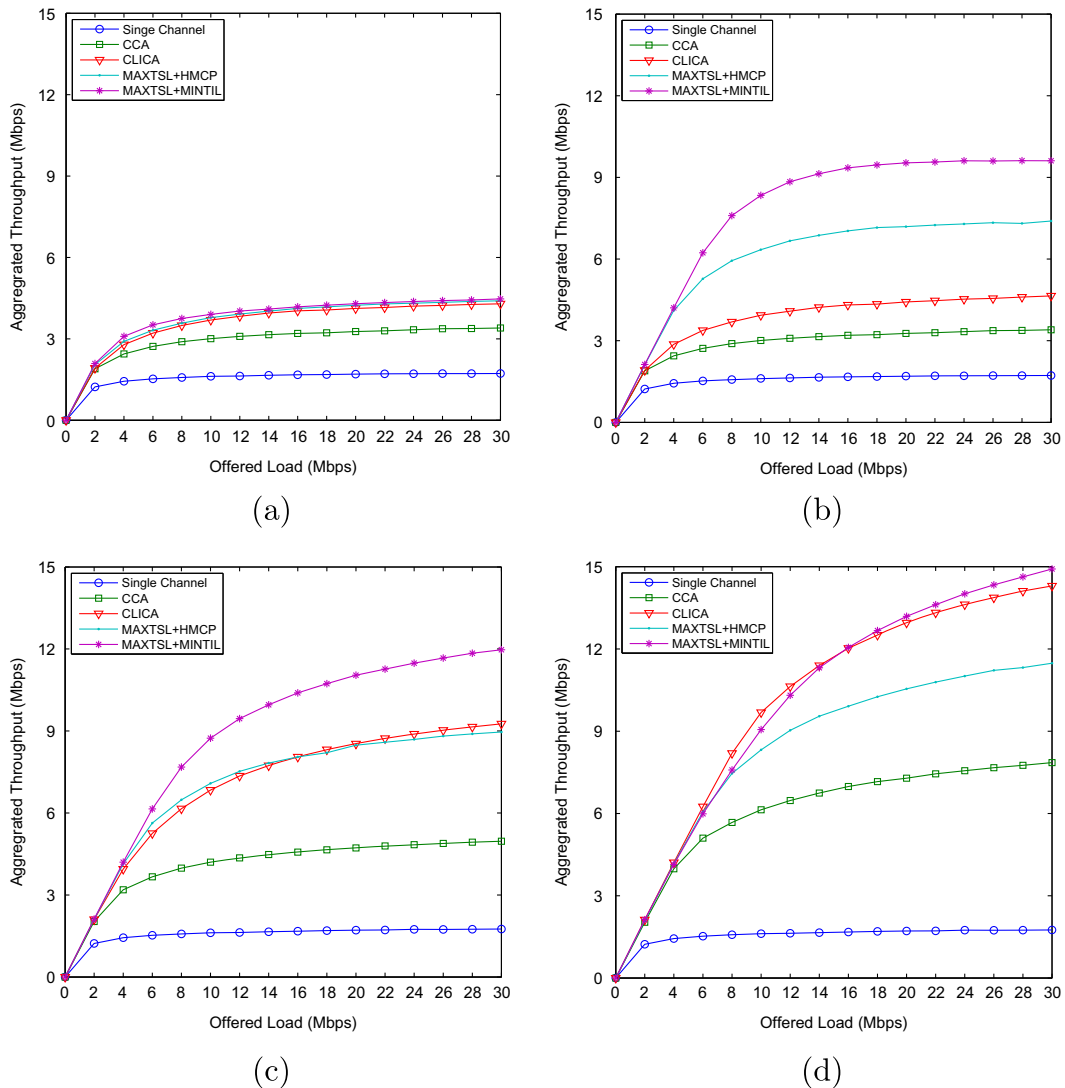 Singe Channel
CCA
CLICA
MAXTSL+HMCP
MAXTSL+MINTIL
15
12
9
6
3
0
Aggregrated Throughput (Mbps)
0 2 4 6 8 10 12 14 16 18 20 22 24 26 28 30
Offered Load (Mbps)
(a)
Single Channel
CCA
CLICA
MAXTSL+HMCP
MAXTSL+MINTIL
15
12
9
6
3
0
Aggregrated Throughput (Mbps)
0 2 4 6 8 10 12 14 16 18 20 22 24 26 28 30
Offered Load (Mbps)
(b)
Single Channel
CCA
CLICA
MAXTSL+HMCP
MAXTSL+MINTIL
15
12
9
6
3
0
Aggregrated Throughput (Mbps)
0 2 4 6 8 10 12 14 16 18 20 22 24 26 28 30
Offered Load (Mbps)
(c)
Single Channel
CCA
CLICA
MAXTSL+HMCP
MAXTSL+MINTIL
15
12
9
6
3
0
Aggregrated Throughput (Mbps)
0 2 4 6 8 10 12 14 16 18 20 22 24 26 28 30
Offered Load (Mbps)
(d)